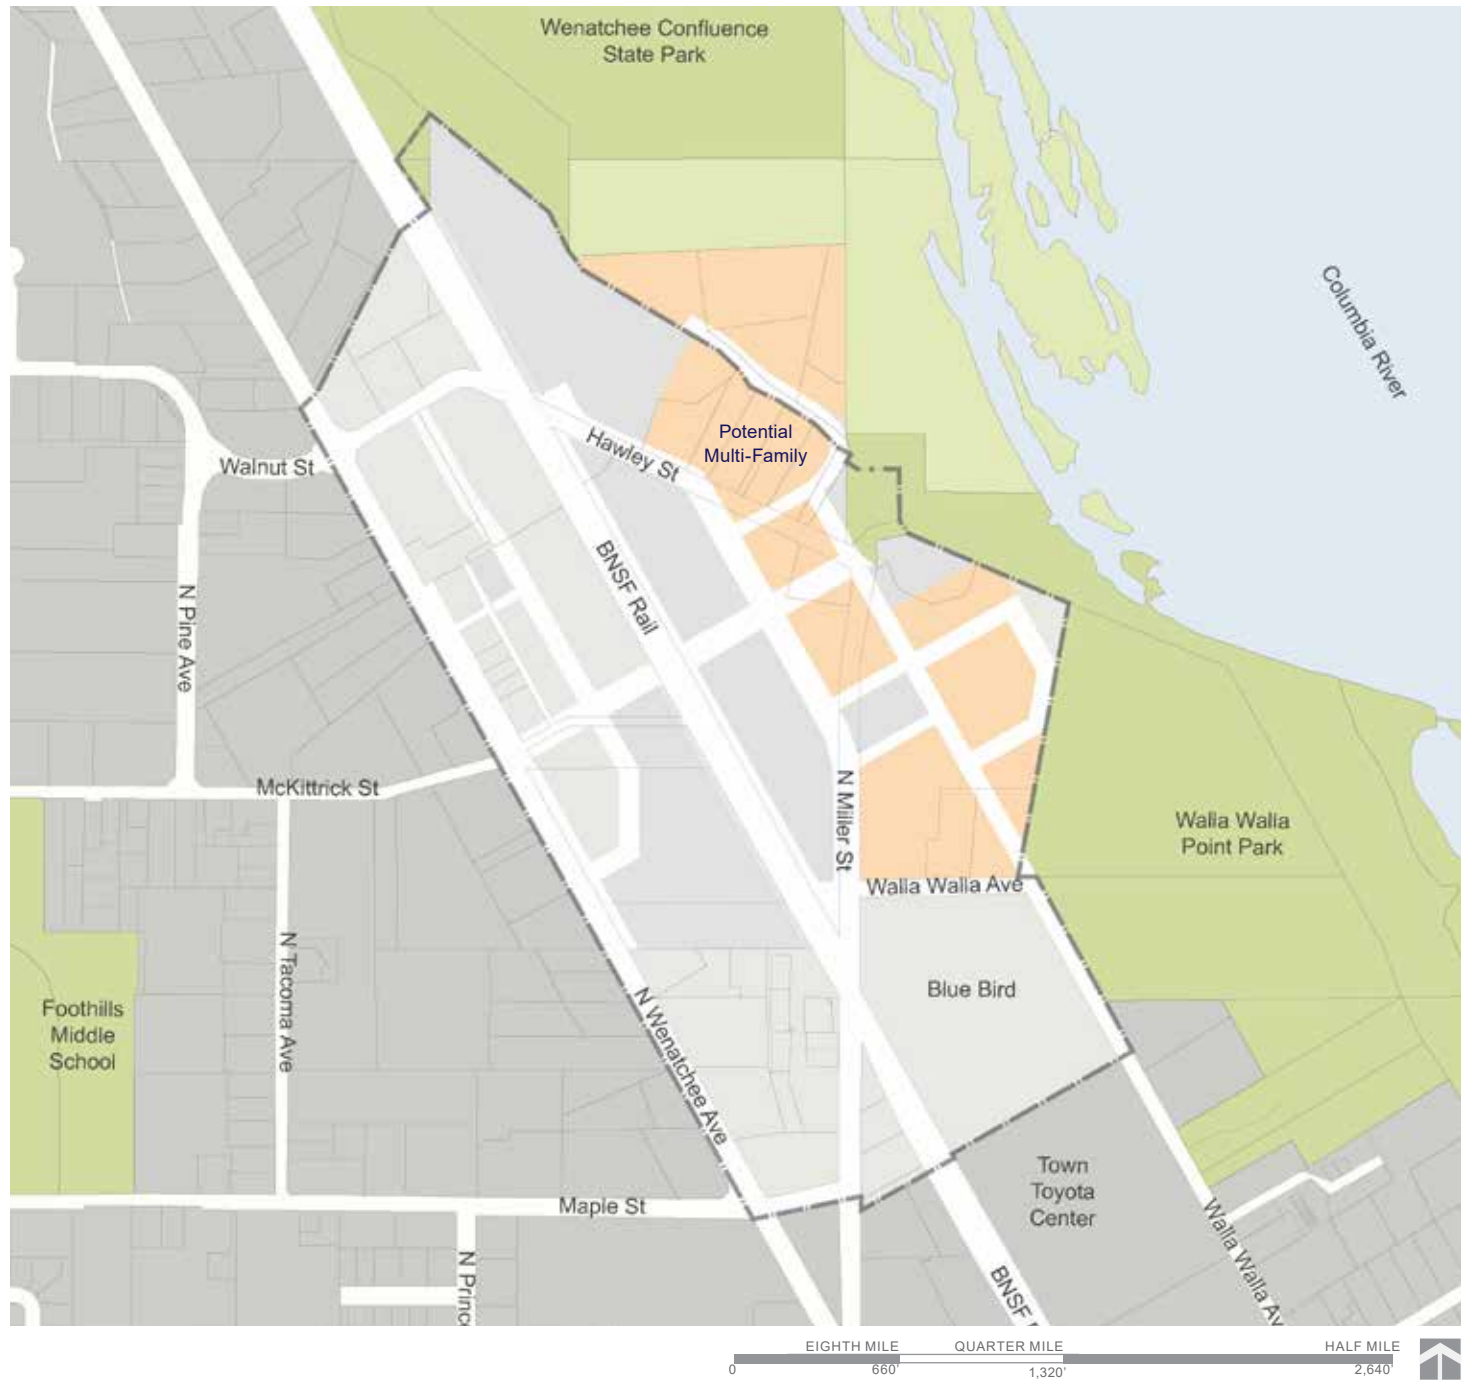 Wenatchee Confluence
State Park
Columbia River
Potential
Multi-Family
Hawley St
Walnut St
BNSF Rail
N Pine Ave
McKittrick St
N Miller St
Walla Walla
Point Park
Walla Walla Ave
N Tacoma Ave
Blue Bird
Foothills
Middle
School
N Wenatchee Ave
Town
Toyota
Center
Maple St
Walla Walla Av
N Princ
BNSF
EIGHTH MILE QUARTER MILE HALF MILE
0 660' 1,320' 2,640'